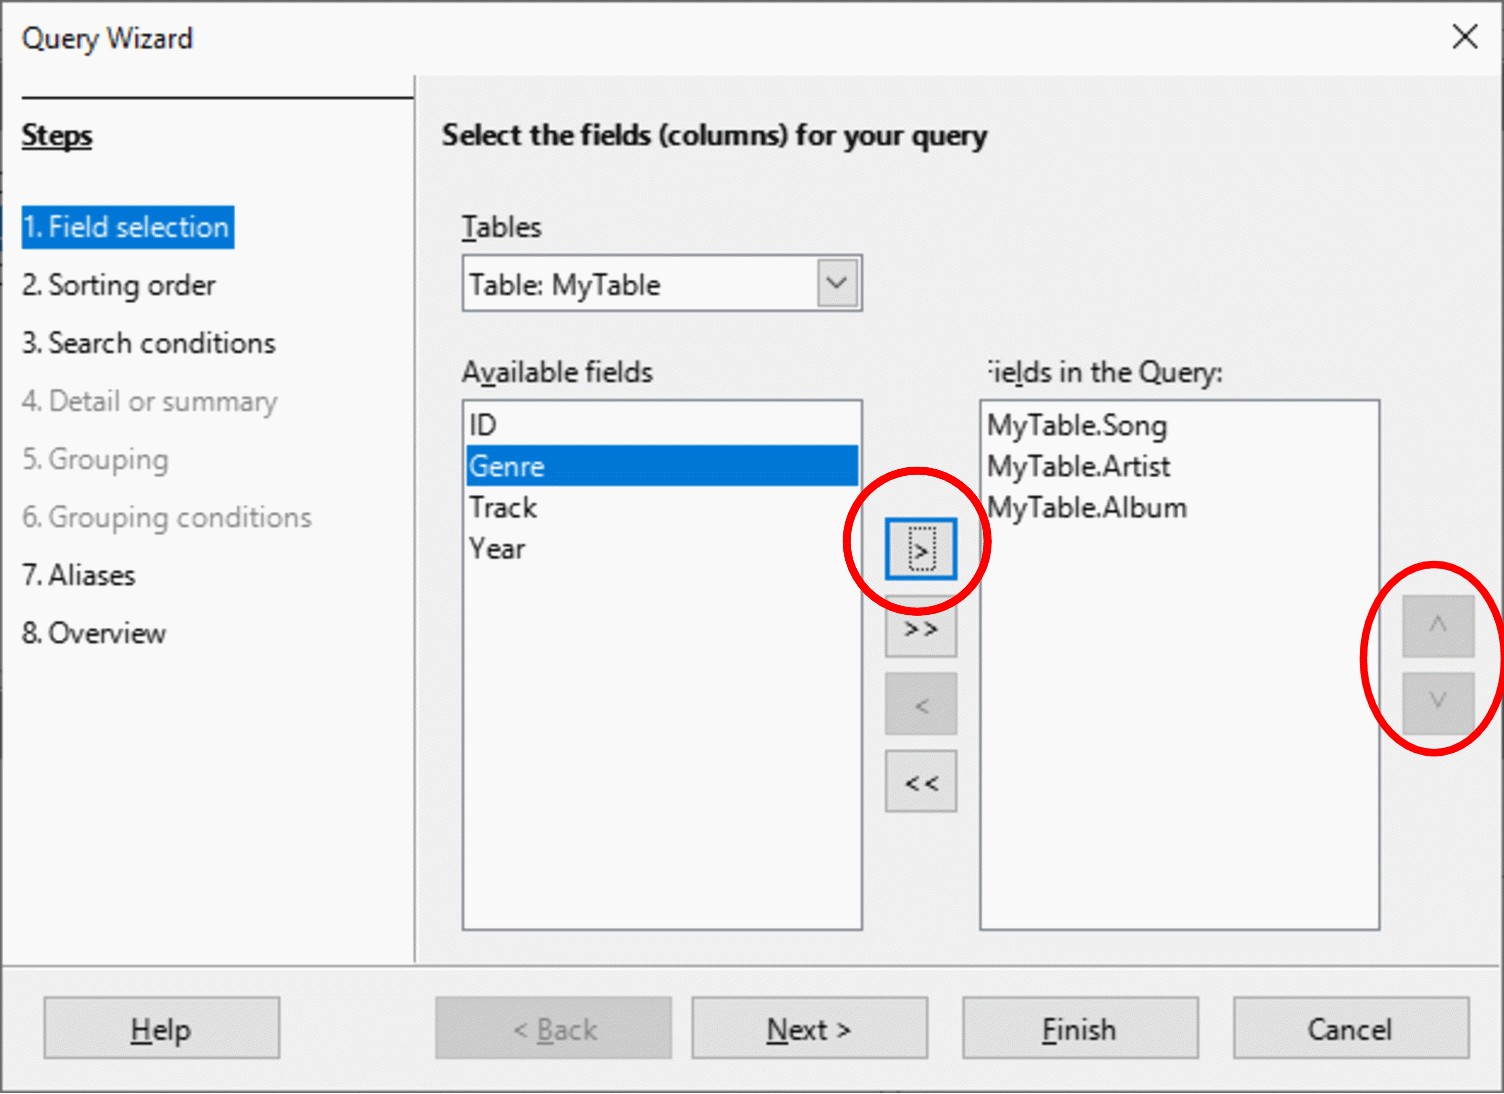 Query Wizard
Steps
1. Field selection
2. Sorting order
3. Search conditions
4. Detail or summary
5. Grouping
6. Grouping conditions
7. Aliases
8. Overview
Select the fields (columns) for your query
Tables
Table: MyTable
Available fields
ID
Genre
Track
Year
>
>>
<
<<
Fields in the Query:
MyTable.Song
MyTable.Artist
MyTable.Album
^
v
Help
< Back
Next >
Finish
Cancel